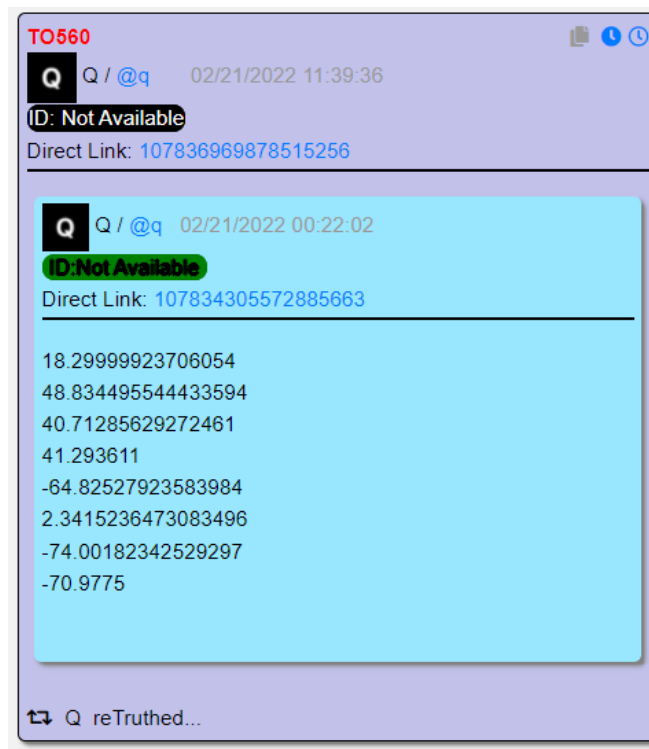 TO560
Q Q / @q 02/21/2022 11:39:36
ID: Not Available
Direct Link: 107836969878515256
Q Q / @q 02/21/2022 00:22:02
ID:Not Available
Direct Link: 107834305572885663
18.29999923706054
48.834495544433594
40.71285629272461
41.293611
-64.82527923583984
2.3415236473083496
-74.00182342529297
-70.9775
Q reTruthed...